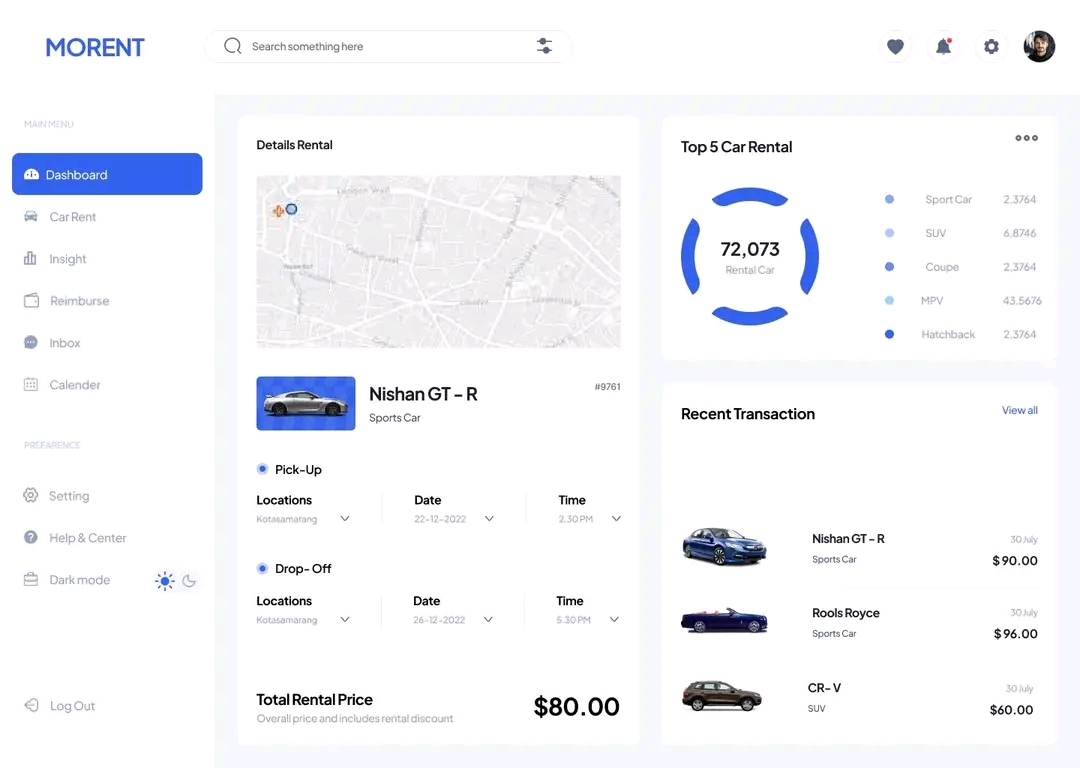 MORENT
Search something here
MAIN MENU
Dashboard
Car Rent
Insight
Reimburse
Inbox
Calender
PREFARENCE
Setting
Help & Center
Dark mode
Log Out
Details Rental
Nishan GT - R
#9761
Sports Car
Pick-Up
Locations Date Time
Kotasamarang 22-12-2022 2.30 PM
Drop- Off
Locations Date Time
Kotasamarang 26-12-2022 5.30 PM
Total Rental Price
Overall price and includes rental discount
$80.00
Top 5 Car Rental
72,073
Rental Car
Sport Car 2.3764
SUV 6.8746
Coupe 2,3764
MPV 43.5676
Hatchback 2.3764
Recent Transaction
View all
Nishan GT - R 30 July
Sports Car $ 90.00
Rools Royce 30 July
Sports Car $ 96.00
CR- V 30 July
SUV $60.00